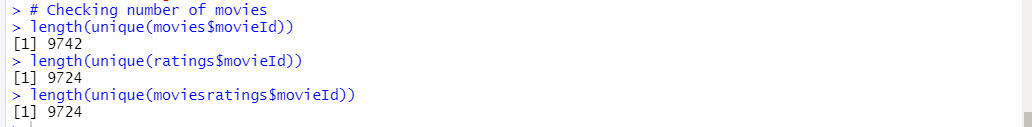 > # Checking number of movies
> length(unique(movies$movieId))
[1] 9742
> length(unique(ratings$movieId))
[1] 9724
> length(unique(moviesratings$movieId))
[1] 9724
>